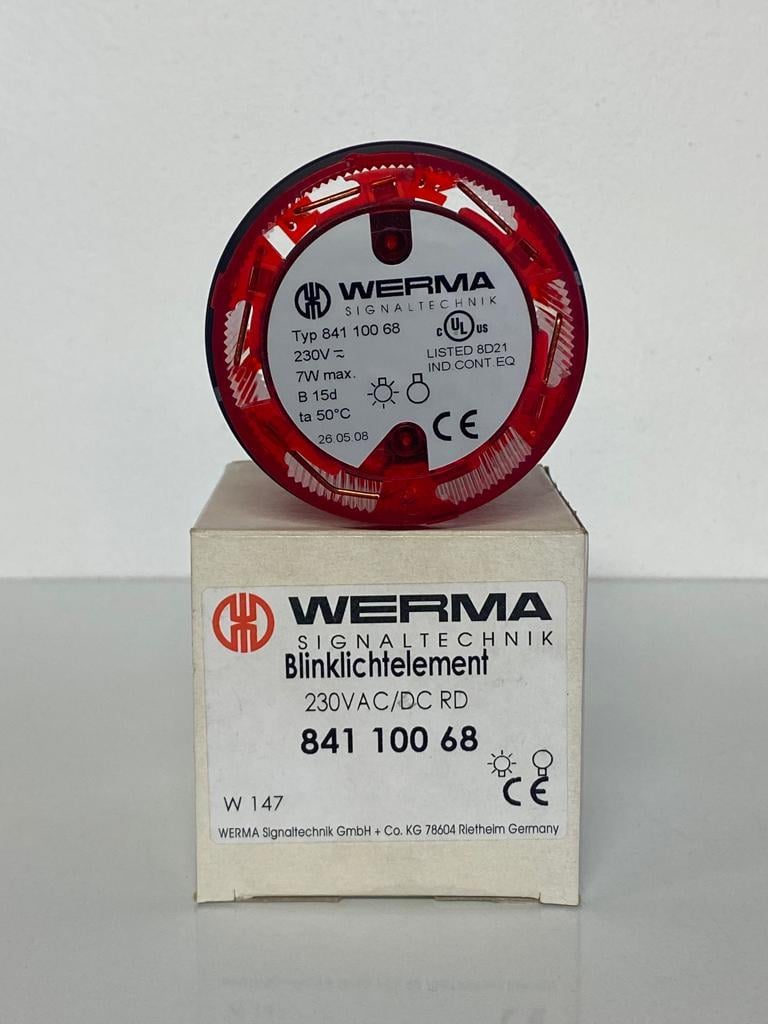 WERMA
SIGNALTECHNIK
Typ 841 100 68
230V ⎓
7W max.
B 15d
ta 50°C
26.05.08
C UL US
LISTED 8D21
IND.CONT.EQ
CE
WERMA
SIGNALTECHNIK
Blinklichtelement
230VAC/DC RD
841 100 68
CE
W 147
WERMA Signaltechnik GmbH + Co. KG 78604 Rietheim Germany